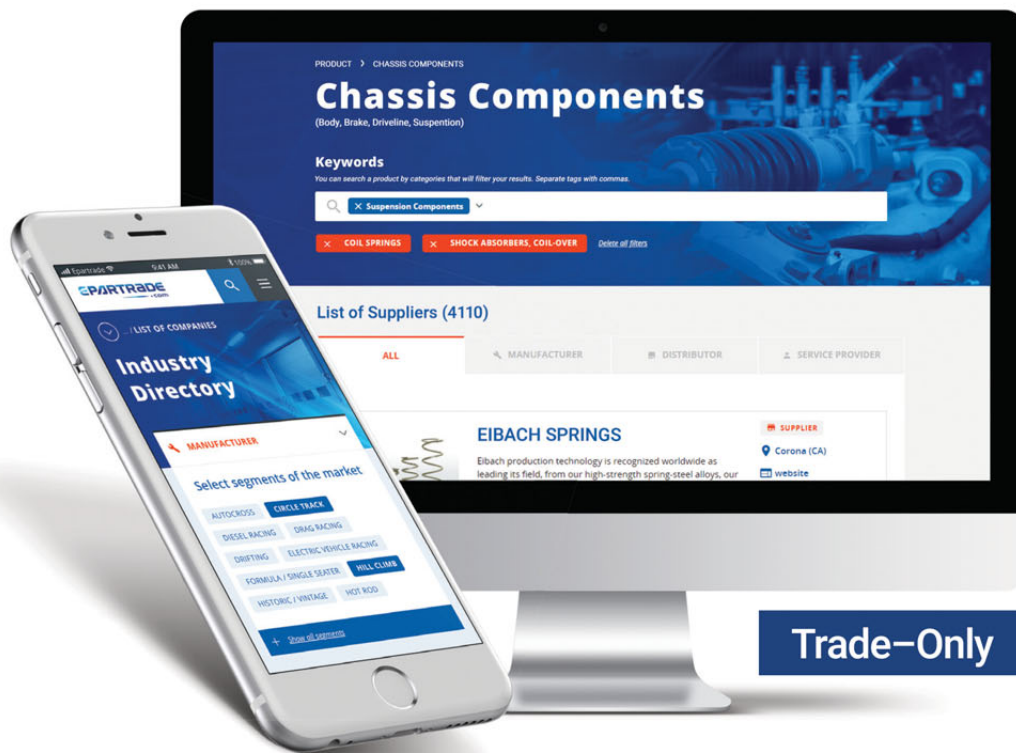 PRODUCT > CHASSIS COMPONENTS
Chassis Components
(Body, Brake, Driveline, Suspention)
Keywords
You can search a product by categories that will filter your results. Separate tags with commas.
× Suspension Components
× COIL SPRINGS × SHOCK ABSORBERS, COIL-OVER Delete all filters
List of Suppliers (4110)
ALL MANUFACTURER DISTRIBUTOR SERVICE PROVIDER
EIBACH SPRINGS
SUPPLIER
Eibach production technology is recognized worldwide as
leading its field, from our high-strength spring-steel alloys, our
Corona (CA)
website
Epartrade 9:41 AM 100%
EPARTRADE
.com
.../ LIST OF COMPANIES
Industry
Directory
MANUFACTURER
Select segments of the market
AUTOCROSS CIRCLE TRACK
DIESEL RACING DRAG RACING
DRIFTING ELECTRIC VEHICLE RACING
FORMULA / SINGLE SEATER HILL CLIMB
HISTORIC / VINTAGE HOT ROD
+ Show all segments
Trade–Only